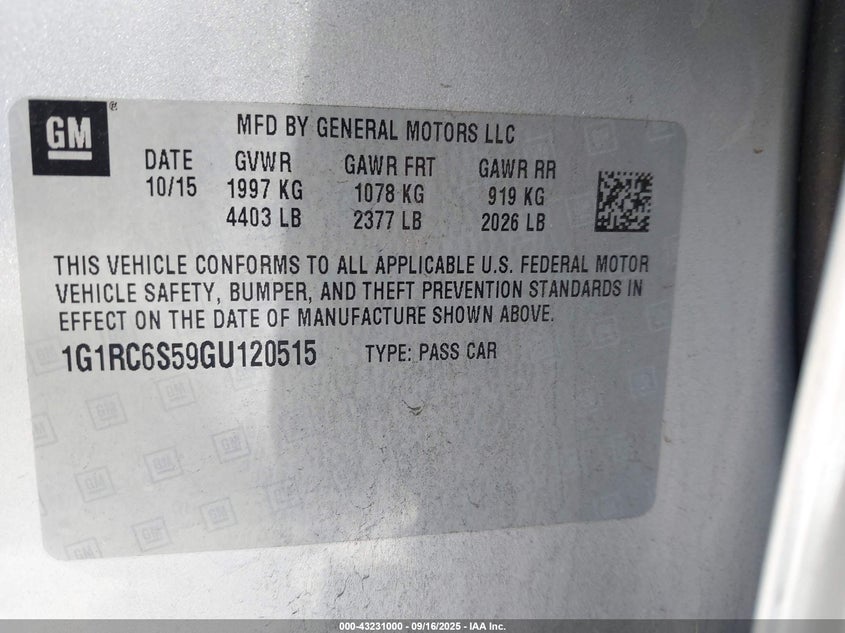 GM®
MFD BY GENERAL MOTORS LLC
DATE GVWR GAWR FRT GAWR RR
10/15 1997 KG 1078 KG 919 KG
4403 LB 2377 LB 2026 LB
THIS VEHICLE CONFORMS TO ALL APPLICABLE U.S. FEDERAL MOTOR
VEHICLE SAFETY, BUMPER, AND THEFT PREVENTION STANDARDS IN
EFFECT ON THE DATE OF MANUFACTURE SHOWN ABOVE.
1G1RC6S59GU120515 TYPE: PASS CAR
000-43231000 - 09/16/2025 - IAA Inc.